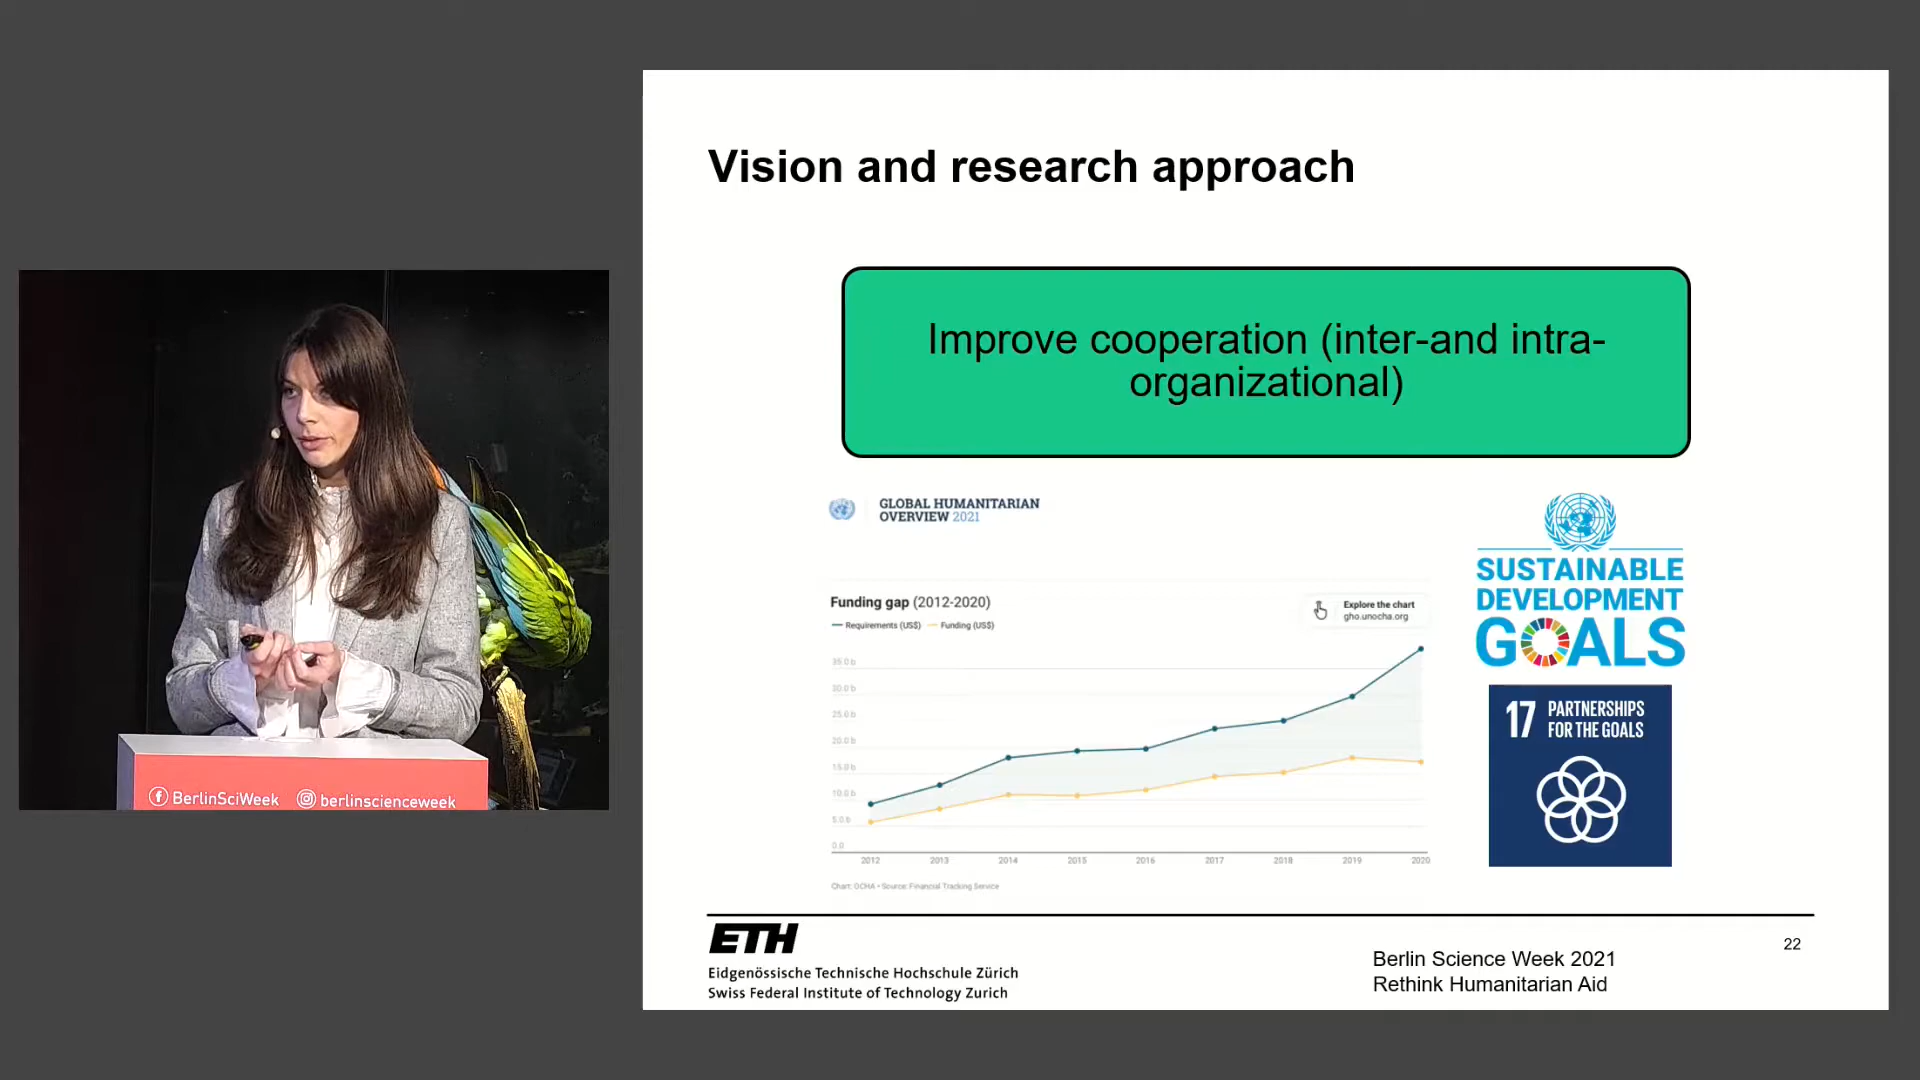 Vision and research approach
Improve cooperation (inter-and intra-
organizational)
GLOBAL HUMANITARIAN
OVERVIEW 2021
Funding gap (2012-2020)
Requirements (US$) Funding (US$)
Explore the chart
gho.unocha.org
35.0 b
30.0 b
25.0 b
20.0 b
15.0 b
10.0 b
5.0 b
0.0
2012 2013 2014 2015 2016 2017 2018 2019 2020
Chart: OCHA • Source: Financial Tracking Service
SUSTAINABLE
DEVELOPMENT
GOALS
17 PARTNERSHIPS
FOR THE GOALS
BerlinSciWeek berlinscienceweek
ETH
Eidgenössische Technische Hochschule Zürich
Swiss Federal Institute of Technology Zurich
Berlin Science Week 2021
Rethink Humanitarian Aid
22